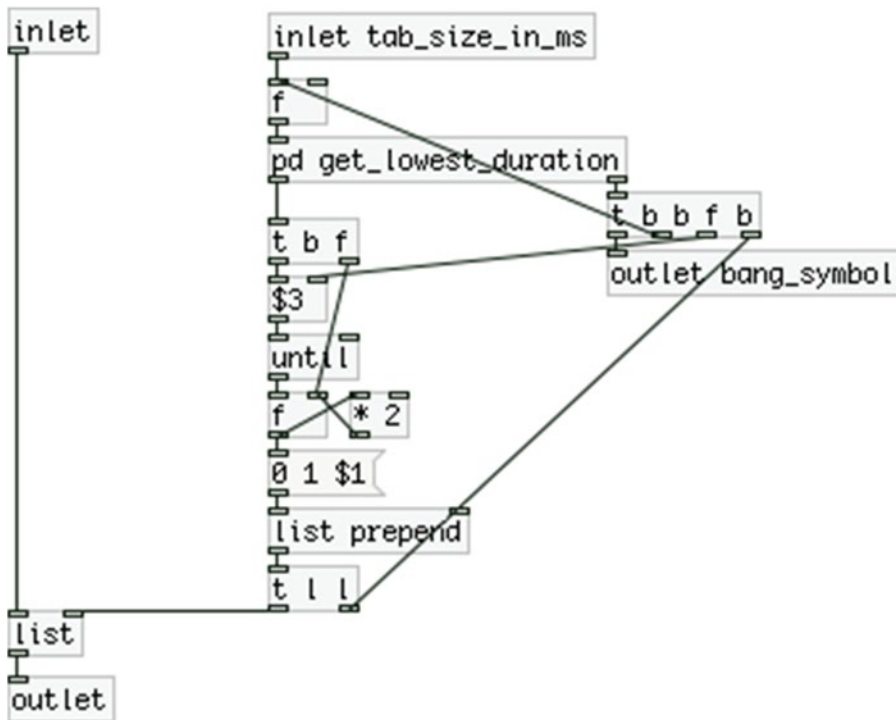 inlet
inlet tab_size_in_ms
f
pd get_lowest_duration
t b b f b
t b f
outlet bang_symbol
$3
until
f
* 2
0 1 $1
list prepend
t l l
list
outlet